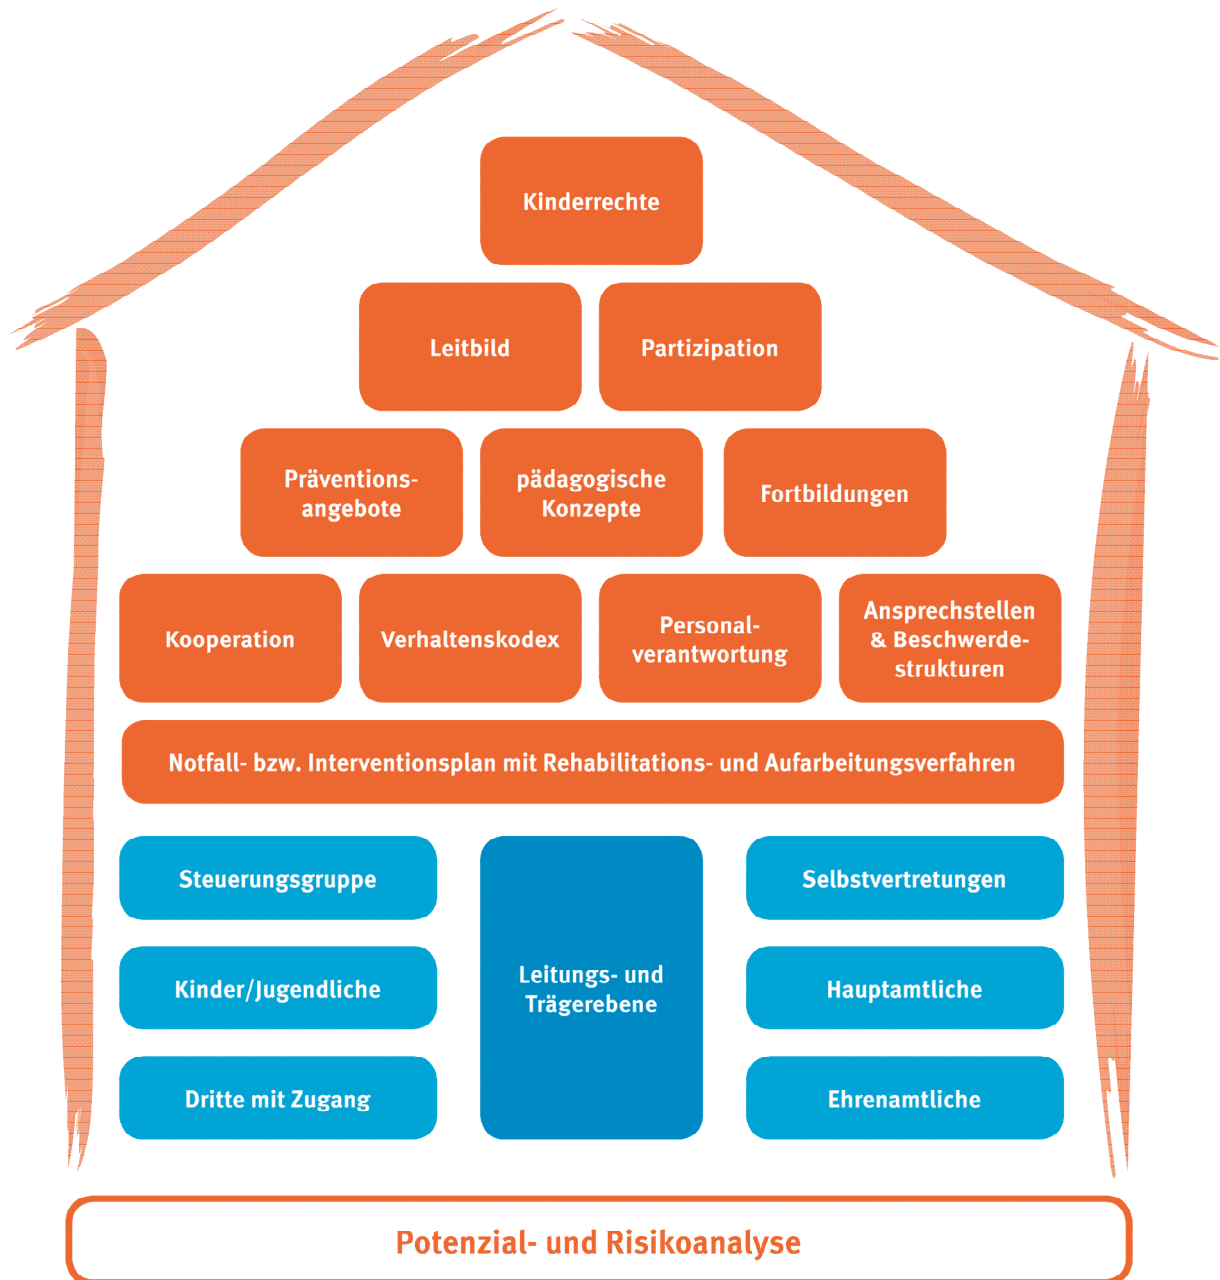 Kinderrechte
Leitbild
Partizipation
Präventions-
angebote
pädagogische
Konzepte
Fortbildungen
Kooperation
Verhaltenskodex
Personal-
verantwortung
Ansprechstellen
& Beschwerde-
strukturen
Notfall- bzw. Interventionsplan mit Rehabilitations- und Aufarbeitungsverfahren
Steuerungsgruppe
Kinder/Jugendliche
Dritte mit Zugang
Leitungs- und
Trägerebene
Selbstvertretungen
Hauptamtliche
Ehrenamtliche
Potenzial- und Risikoanalyse